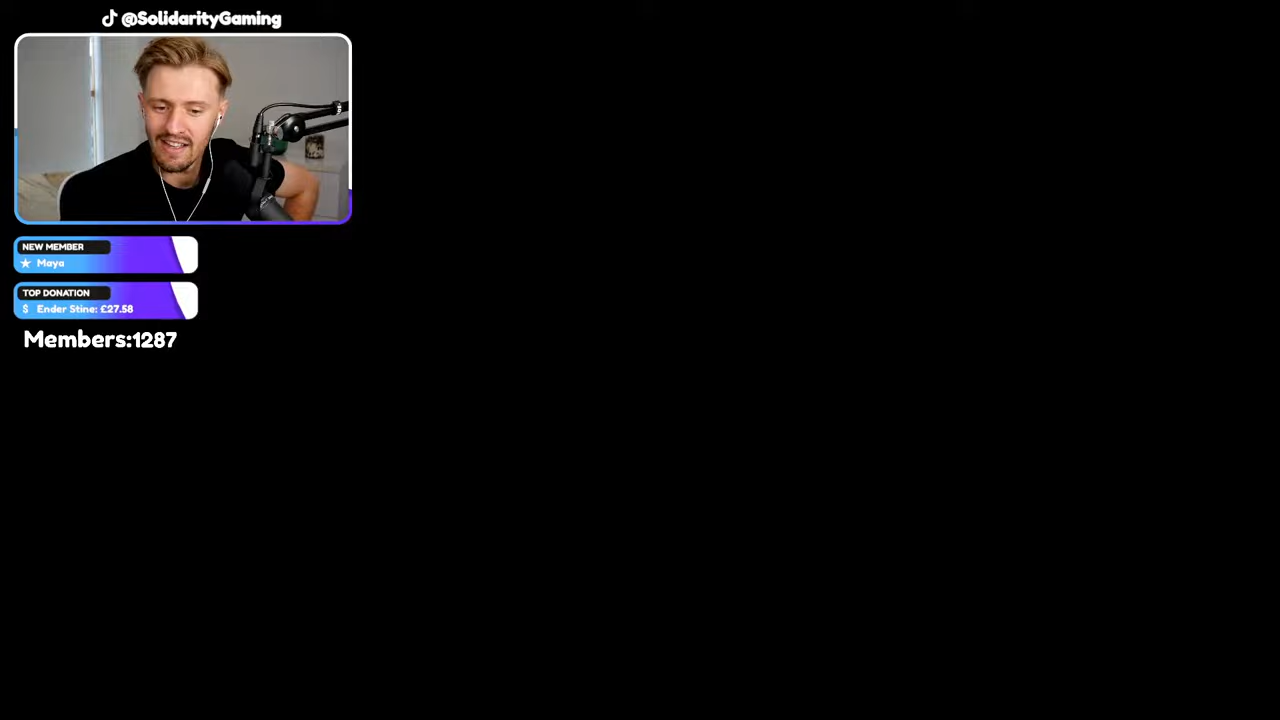 @SolidarityGaming
NEW MEMBER
Maya
TOP DONATION
$ Ender Stine: £27.58
Members:1287